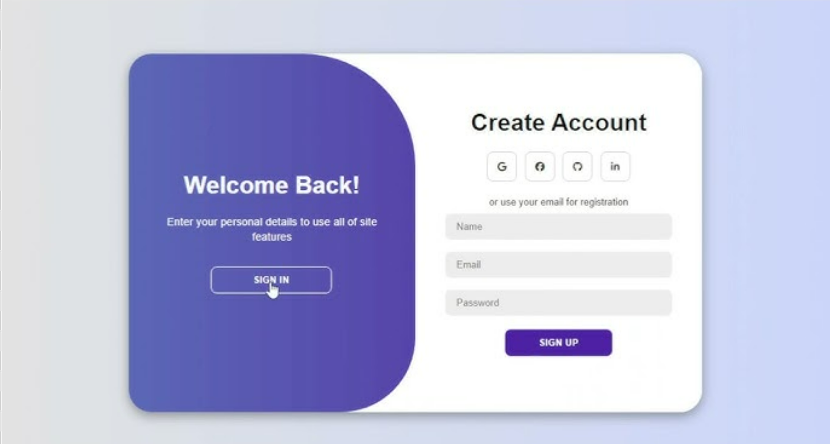 Welcome Back!
Enter your personal details to use all of site
features
SIGN IN
Create Account
G
in
or use your email for registration
Name
Email
Password
SIGN UP